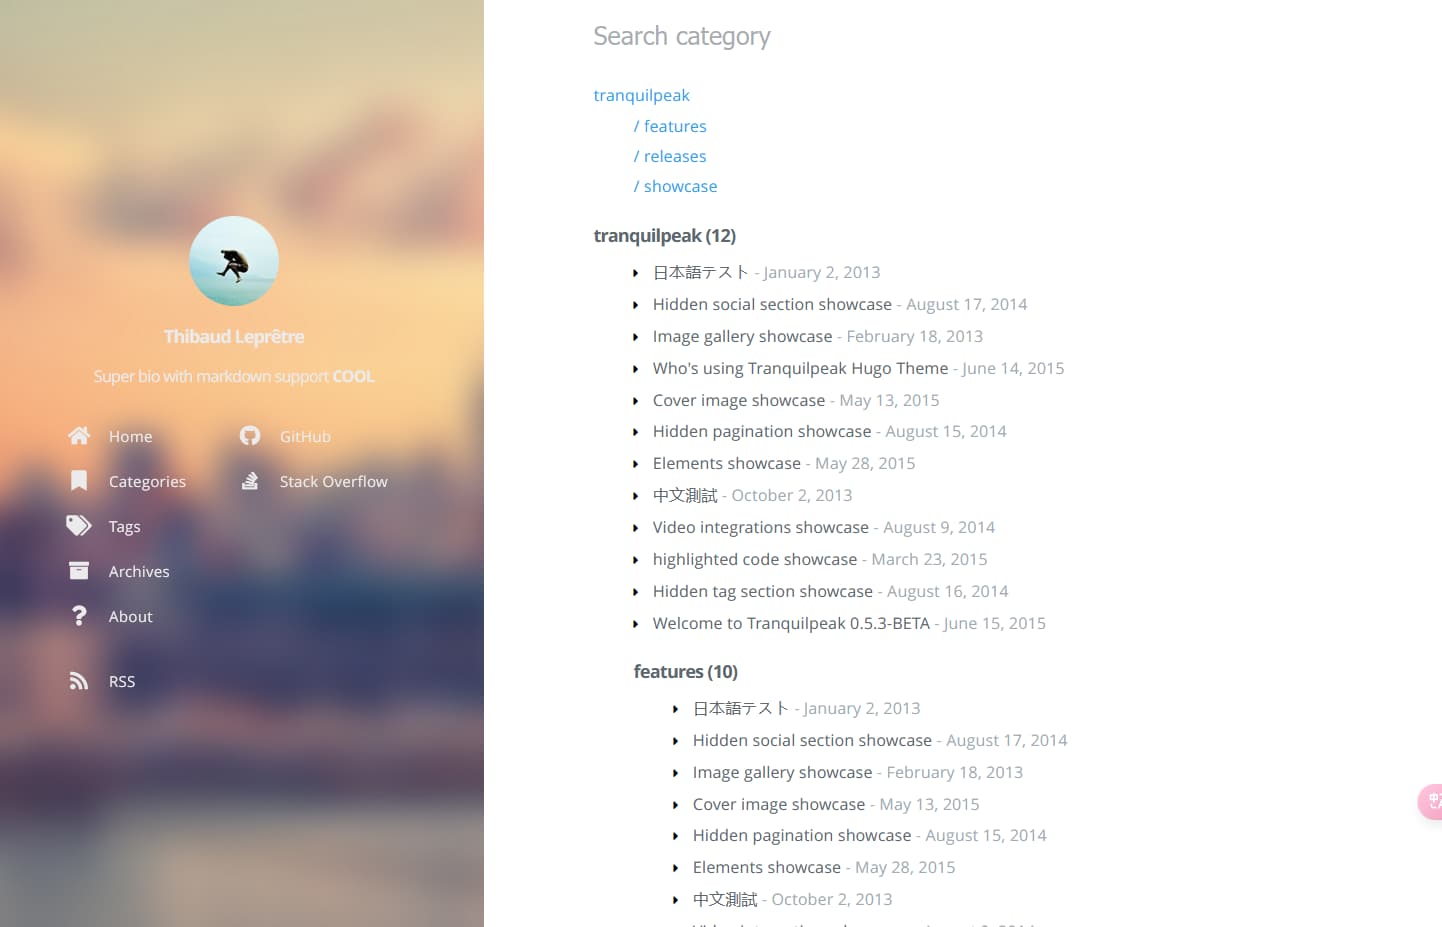 Thibaud Leprêtre
Super bio with markdown support COOL
Home
Categories
Tags
Archives
About
RSS
GitHub
Stack Overflow
Search category
tranquilpeak
/ features
/ releases
/ showcase
tranquilpeak (12)
日本語テスト - January 2, 2013
Hidden social section showcase - August 17, 2014
Image gallery showcase - February 18, 2013
Who's using Tranquilpeak Hugo Theme - June 14, 2015
Cover image showcase - May 13, 2015
Hidden pagination showcase - August 15, 2014
Elements showcase - May 28, 2015
中文測試 - October 2, 2013
Video integrations showcase - August 9, 2014
highlighted code showcase - March 23, 2015
Hidden tag section showcase - August 16, 2014
Welcome to Tranquilpeak 0.5.3-BETA - June 15, 2015
features (10)
日本語テスト - January 2, 2013
Hidden social section showcase - August 17, 2014
Image gallery showcase - February 18, 2013
Cover image showcase - May 13, 2015
Hidden pagination showcase - August 15, 2014
Elements showcase - May 28, 2015
中文測試 - October 2, 2013